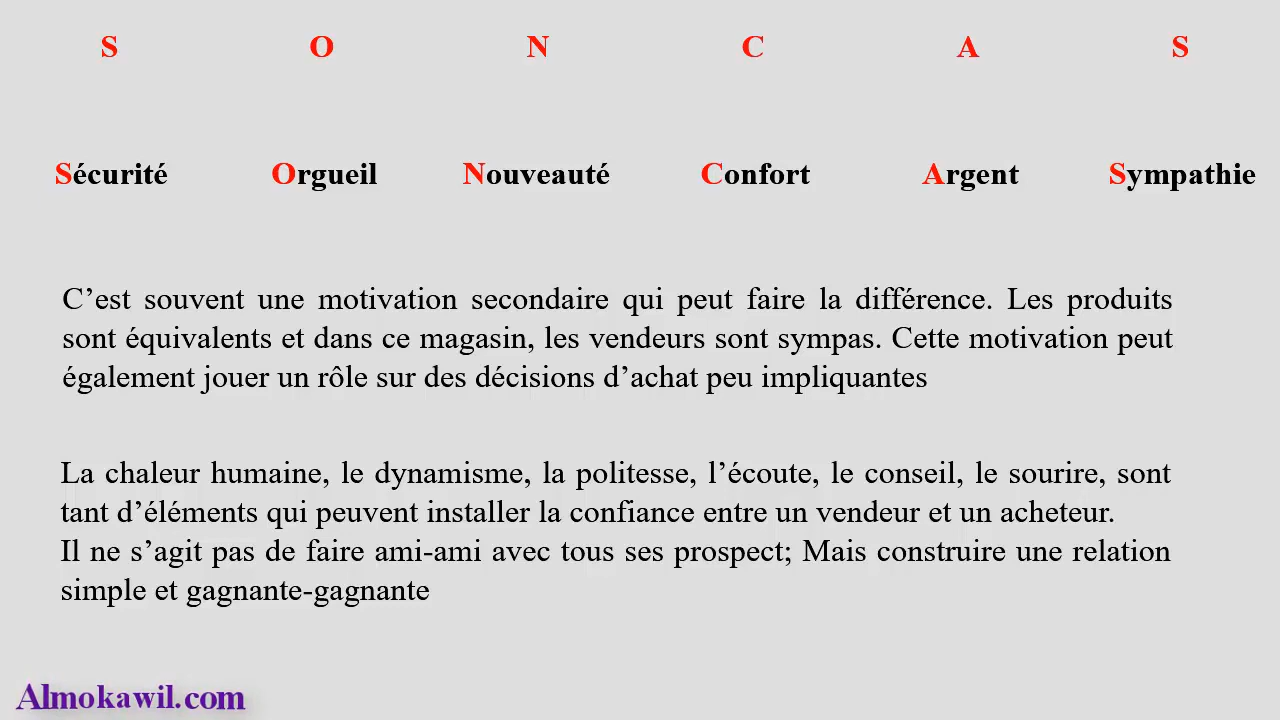 S O N C A S
Sécurité Orgueil Nouveauté Confort Argent Sympathie
C’est souvent une motivation secondaire qui peut faire la différence. Les produits
sont équivalents et dans ce magasin, les vendeurs sont sympas. Cette motivation peut
également jouer un rôle sur des décisions d’achat peu impliquantes
La chaleur humaine, le dynamisme, la politesse, l’écoute, le conseil, le sourire, sont
tant d’éléments qui peuvent installer la confiance entre un vendeur et un acheteur.
Il ne s’agit pas de faire ami-ami avec tous ses prospect; Mais construire une relation
simple et gagnante-gagnante
Almokawil.com